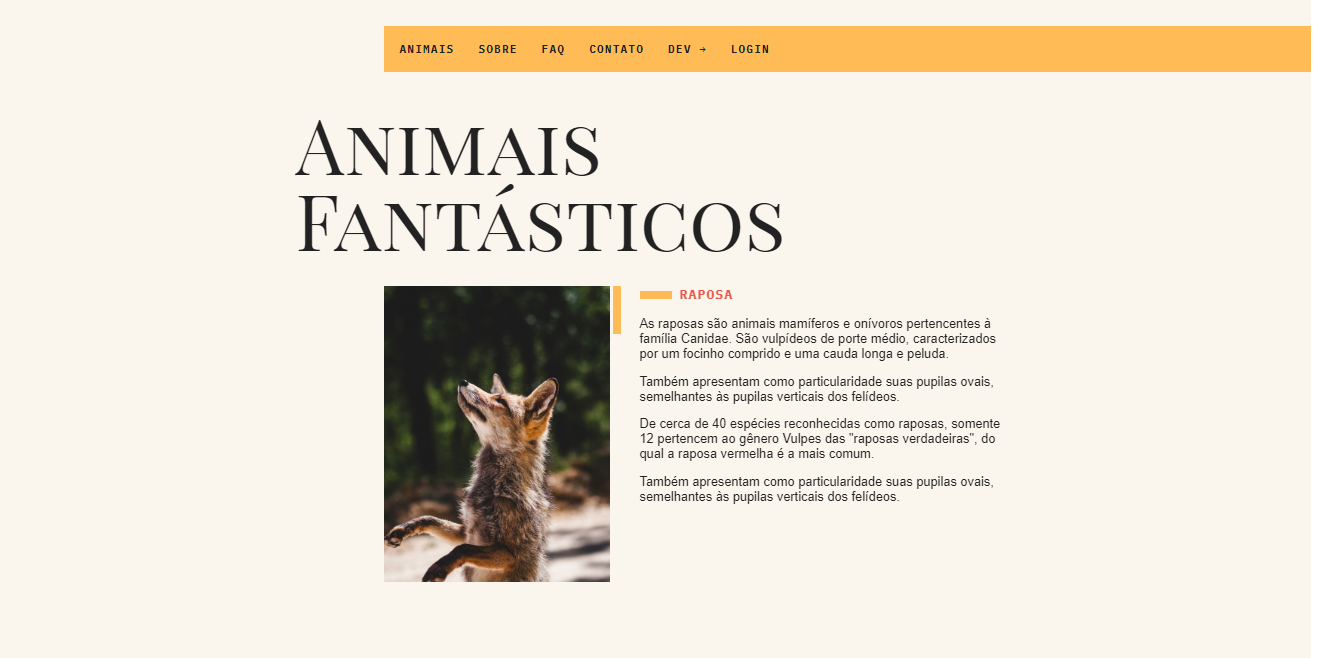 ANIMAIS SOBRE FAQ CONTATO DEV → LOGIN
Animais
Fantásticos
RAPOSA
As raposas são animais mamíferos e onívoros pertencentes à
família Canidae. São vulpídeos de porte médio, caracterizados
por um focinho comprido e uma cauda longa e peluda.
Também apresentam como particularidade suas pupilas ovais,
semelhantes às pupilas verticais dos felídeos.
De cerca de 40 espécies reconhecidas como raposas, somente
12 pertencem ao gênero Vulpes das "raposas verdadeiras", do
qual a raposa vermelha é a mais comum.
Também apresentam como particularidade suas pupilas ovais,
semelhantes às pupilas verticais dos felídeos.